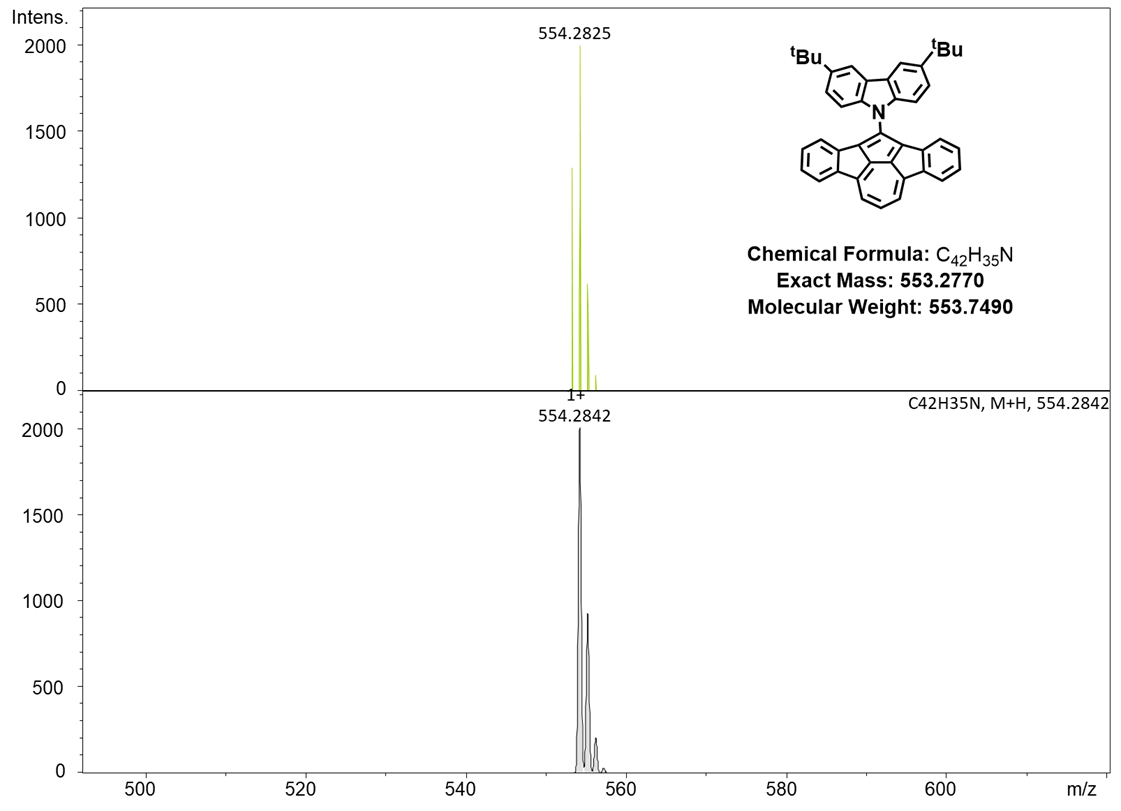 Intens.
554.2825
2000
1500
1000
500
0
ᵗBu
ᵗBu
N
Chemical Formula: C₄₂H₃₅N
Exact Mass: 553.2770
Molecular Weight: 553.7490
1+
554.2842
C42H35N, M+H, 554.2842
2000
1500
1000
500
0
500
520
540
560
580
600
m/z